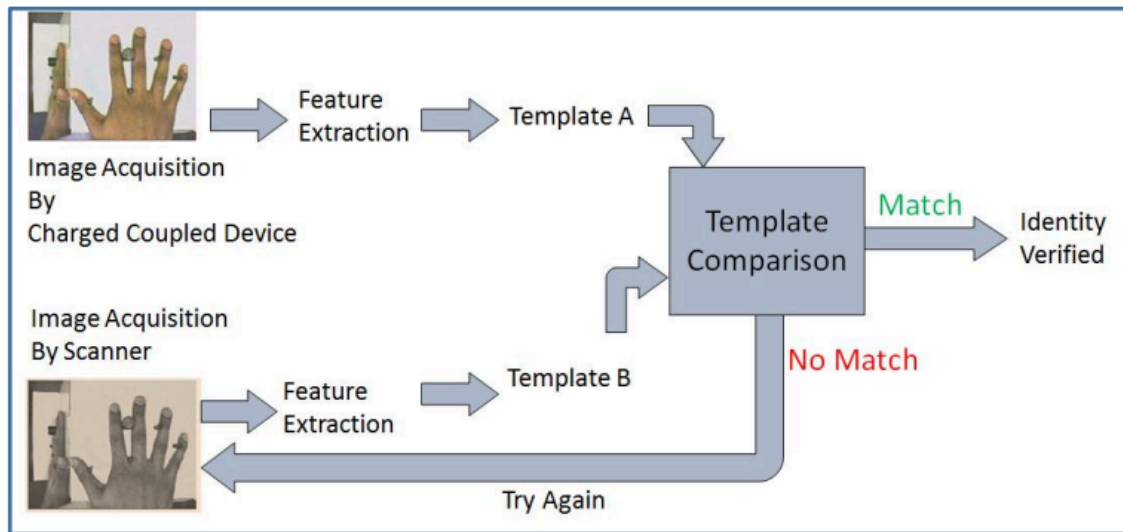 Image Acquisition
By
Charged Coupled Device
Feature
Extraction
Template A
Template
Comparison
Match
Identity
Verified
Image Acquisition
By Scanner
Feature
Extraction
Template B
No Match
Try Again